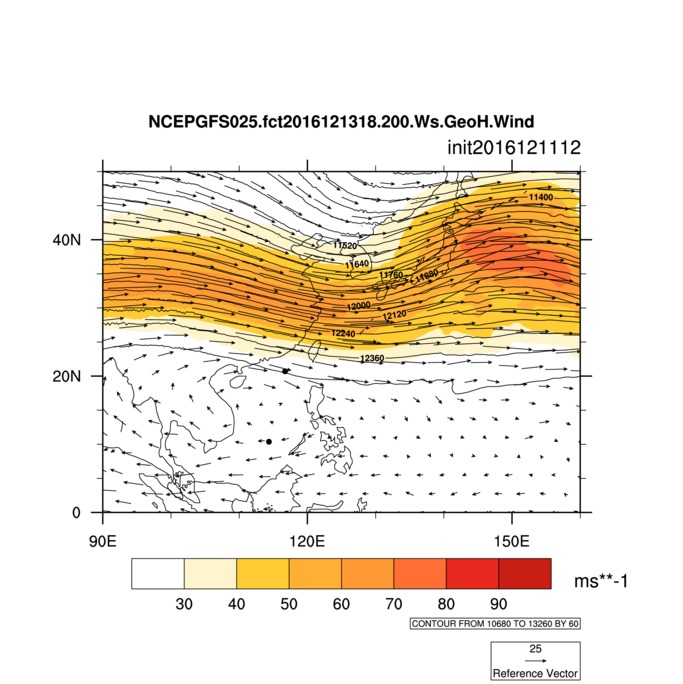 NCEPGFS025.fct2016121318.200.Ws.GeoH.Wind
init2016121112
11400
40N
11520
11640
11760
11880
12000
12120
12240
12360
20N
0
90E 120E 150E
ms**-1
30 40 50 60 70 80 90
CONTOUR FROM 10680 TO 13260 BY 60
25
Reference Vector